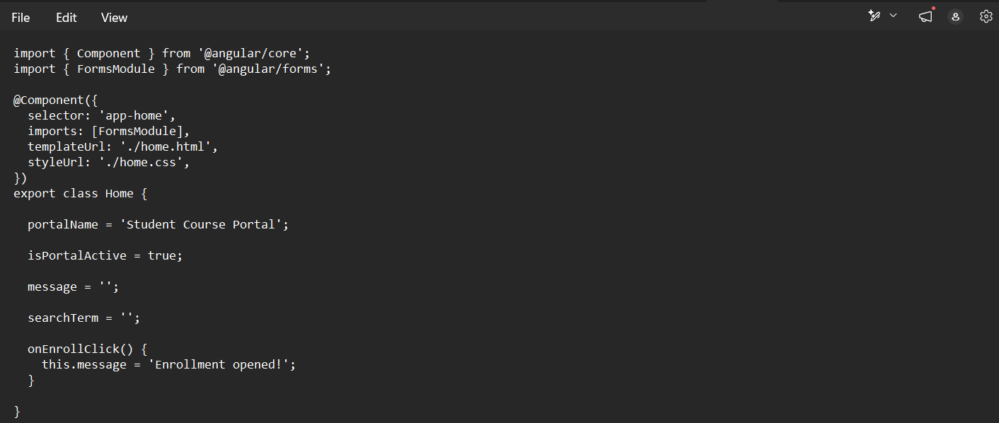 File Edit View
import { Component } from '@angular/core';
import { FormsModule } from '@angular/forms';
@Component({
  selector: 'app-home',
  imports: [FormsModule],
  templateUrl: './home.html',
  styleUrl: './home.css',
})
export class Home {
  portalName = 'Student Course Portal';
  isPortalActive = true;
  message = '';
  searchTerm = '';
  onEnrollClick() {
    this.message = 'Enrollment opened!';
  }
}